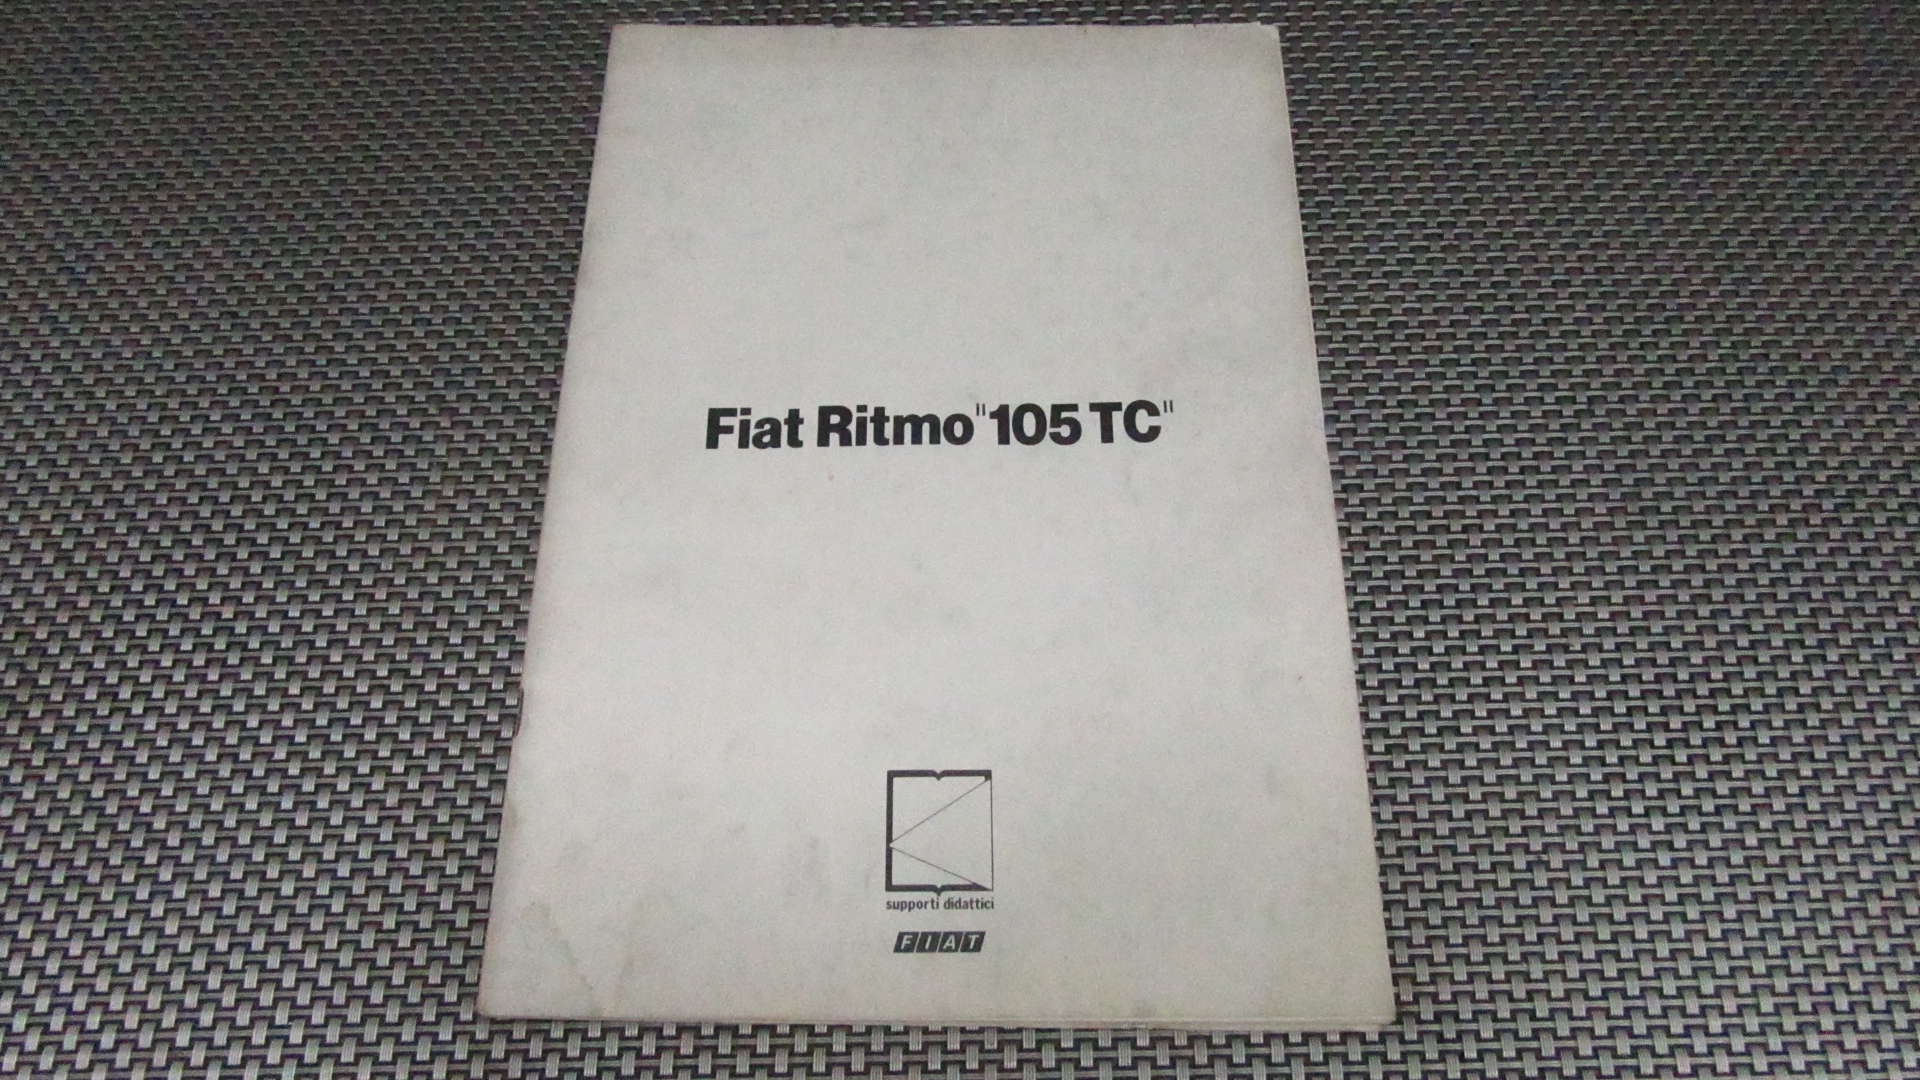 Fiat Ritmo "105 TC"
supporti didattici
FIAT